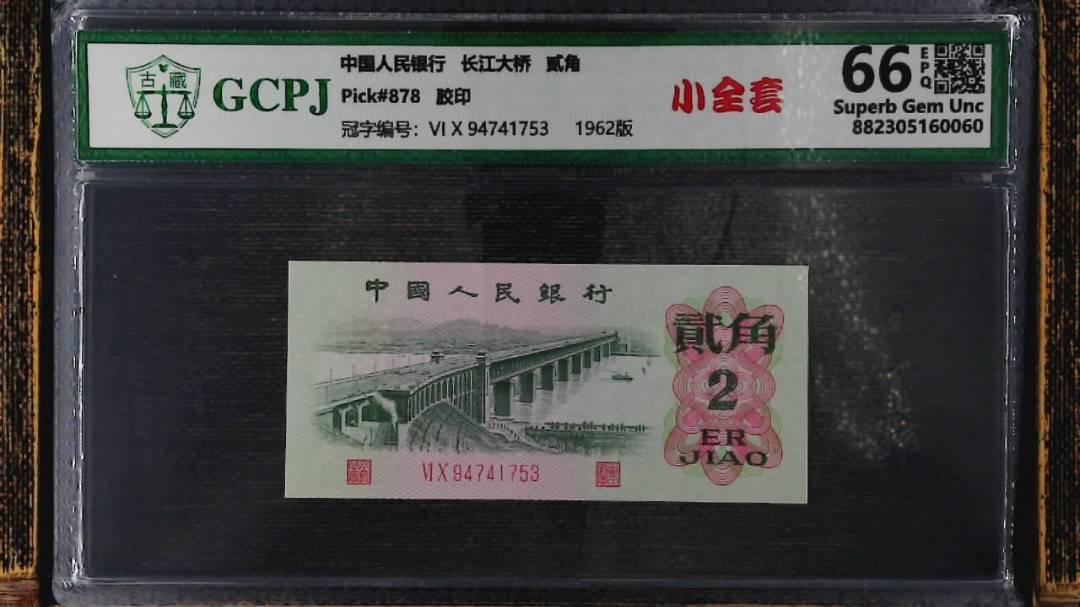 古 藏
GCPJ
中国人民银行 长江大桥 贰角
Pick#878 胶印
冠字编号: VI X 94741753 1962版
小全套
66
EPQ
Superb Gem Unc
882305160060
中國人民銀行
貳角
2
ER
JIAO
VI X 94741753